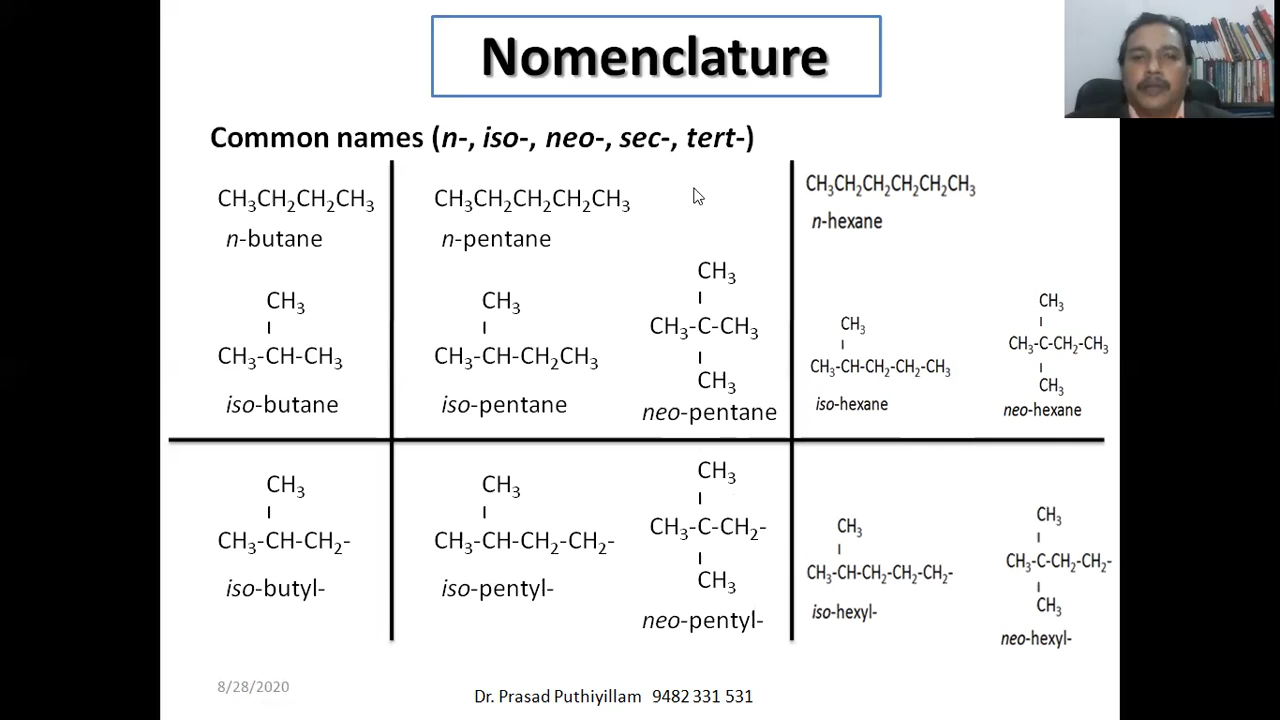 Nomenclature
Common names (n-, iso-, neo-, sec-, tert-)
CH₃CH₂CH₂CH₃
n-butane
CH₃
CH₃-CH-CH₃
iso-butane
CH₃CH₂CH₂CH₂CH₃
n-pentane
CH₃
CH₃-CH-CH₂CH₃
iso-pentane
CH₃
CH₃-C-CH₃
CH₃
neo-pentane
CH₃CH₂CH₂CH₂CH₂CH₃
n-hexane
CH₃
CH₃-CH-CH₂-CH₂-CH₃
iso-hexane
CH₃
CH₃-C-CH₂-CH₃
CH₃
neo-hexane
CH₃
CH₃-CH-CH₂-
iso-butyl-
CH₃
CH₃-CH-CH₂-CH₂-
iso-pentyl-
CH₃
CH₃-C-CH₂-
CH₃
neo-pentyl-
CH₃
CH₃-CH-CH₂-CH₂-CH₂-
iso-hexyl-
CH₃
CH₃-C-CH₂-CH₂-
CH₃
neo-hexyl-
8/28/2020
Dr. Prasad Puthiyillam 9482 331 531